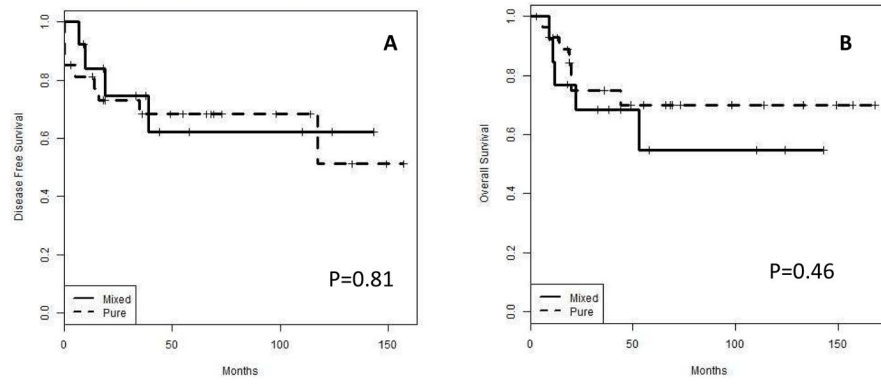 A
Disease Free Survival
1.0
0.8
0.6
0.4
0.2
0.0
P=0.81
Mixed
Pure
0 50 100 150
Months
B
Overall Survival
1.0
0.8
0.6
0.4
0.2
0.0
P=0.46
Mixed
Pure
0 50 100 150
Months